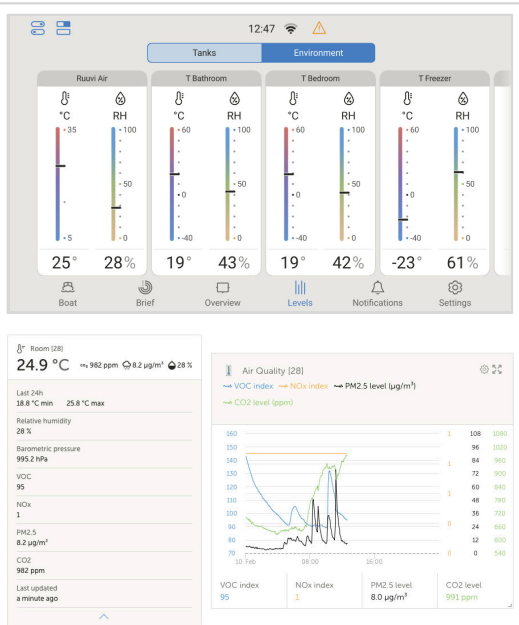 12:47
Tanks
Environment
Ruuvi Air
T Bathroom
T Bedroom
T Freezer
°C RH °C RH °C RH °C RH
35 100 60 100 60 100 60 100
50 0 50 0 50 0 50
5 0 -40 0 -40 0 -40 0
25° 28% 19° 43% 19° 42% -23° 61%
Boat Brief Overview Levels Notifications Settings
Room [28]
24.9 °C CO₂ 982 ppm 8.2 µg/m³ 28 %
Last 24h
18.8 °C min 25.8 °C max
Relative humidity
28 %
Barometric pressure
995.2 hPa
VOC
95
NOx
1
PM2.5
8.2 µg/m³
CO2
982 ppm
Last updated
a minute ago
Air Quality [28]
VOC index NOx index PM2.5 level (µg/m³)
CO2 level (ppm)
160 1 108 1080
150 96 1020
140 1 84 960
130 72 900
120 60 840
110 1 48 780
100 36 720
90 0 24 660
80 12 600
70 0 0 540
10. Feb 08:00 16:00
VOC index NOx index PM2.5 level CO2 level
95 1 8.0 µg/m³ 991 ppm